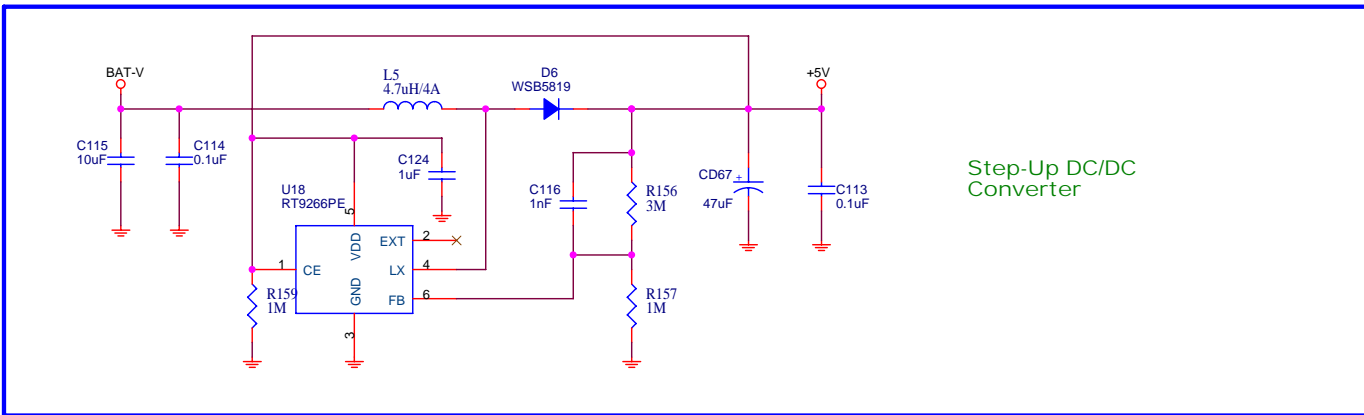 BAT-V
L5
4.7uH/4A
D6
WSB5819
+5V
C115
10uF
C114
0.1uF
C124
1uF
U18
RT9266PE
C116
1nF
R156
3M
CD67
+
47uF
C113
0.1uF
Step-Up DC/DC
Converter
5
VDD
EXT
2
1
CE
LX
4
GND
FB
6
R159
1M
R157
1M
3